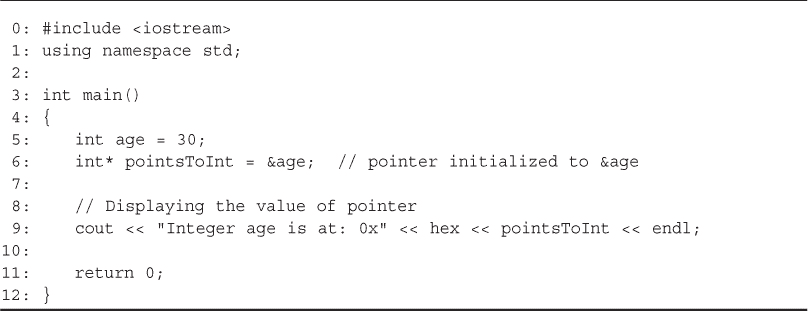 0: #include <iostream>
1: using namespace std;
2:
3: int main()
4: {
5:    int age = 30;
6:    int* pointsToInt = &age;  // pointer initialized to &age
7:
8:    // Displaying the value of pointer
9:    cout << "Integer age is at: 0x" << hex << pointsToInt << endl;
10:
11:    return 0;
12: }